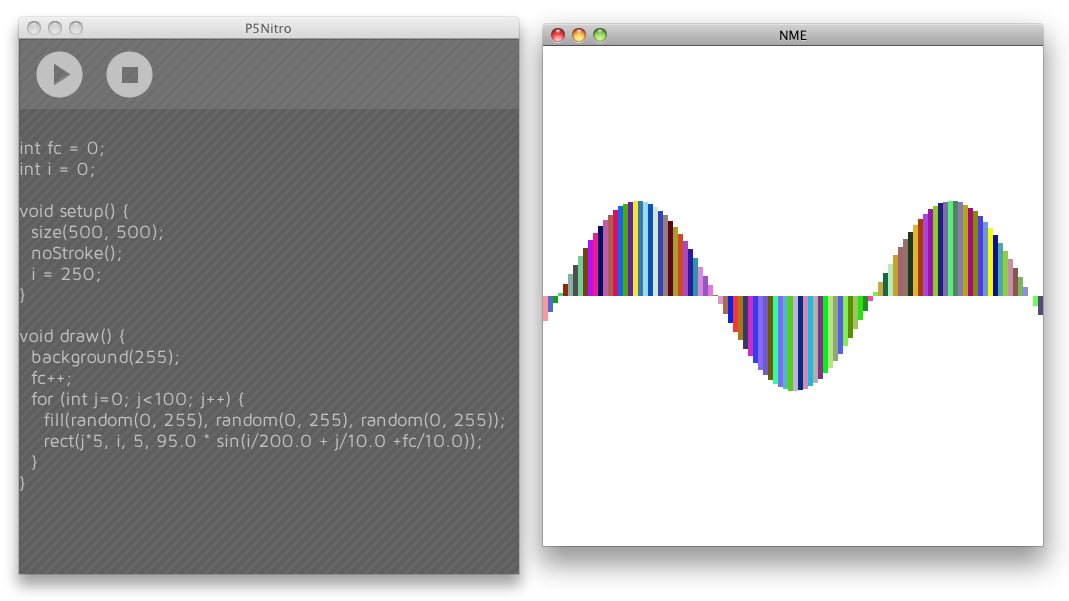 P5Nitro
int fc = 0;
int i = 0;
void setup() {
size(500, 500);
noStroke();
i = 250;
}
void draw() {
background(255);
fc++;
for (int j=0; j<100; j++) {
fill(random(0, 255), random(0, 255), random(0, 255));
rect(j*5, i, 5, 95.0 * sin(i/200.0 + j/10.0 +fc/10.0));
}
}
NME